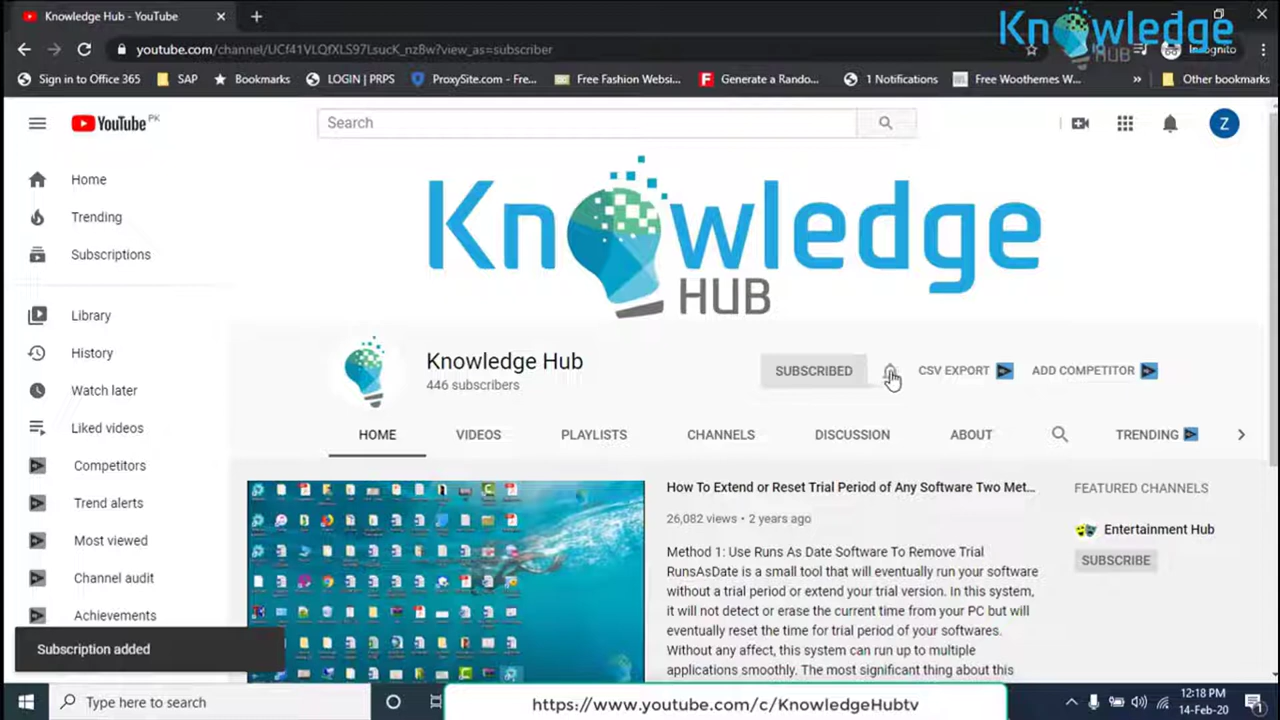 Knowledge Hub - YouTube
Knowledge
HUB
youtube.com/channel/UCf41VLQfXLS97LsucK_nz8w?view_as=subscriber
Incognito
Sign in to Office 365
SAP
Bookmarks
LOGIN | PRPS
ProxySite.com - Fre...
Free Fashion Websi...
Generate a Rando...
1 Notifications
Free Woothemes W...
Other bookmarks
YouTube PK
Search
Z
Home
Trending
Subscriptions
Library
History
Watch later
Liked videos
Competitors
Trend alerts
Most viewed
Channel audit
Achievements
Subscription added
Knowledge
HUB
Knowledge Hub
446 subscribers
SUBSCRIBED
CSV EXPORT
ADD COMPETITOR
HOME
VIDEOS
PLAYLISTS
CHANNELS
DISCUSSION
ABOUT
TRENDING
How To Extend or Reset Trial Period of Any Software Two Met...
26,082 views • 2 years ago
Method 1: Use Runs As Date Software To Remove Trial
RunsAsDate is a small tool that will eventually run your software
without a trial period or extend your trial version. In this system,
it will not detect or erase the current time from your PC but will
eventually reset the time for trial period of your softwares.
Without any affect, this system can run up to multiple
applications smoothly. The most significant thing about this
FEATURED CHANNELS
Entertainment Hub
SUBSCRIBE
Type here to search
https://www.youtube.com/c/KnowledgeHubtv
12:18 PM
14-Feb-20
1